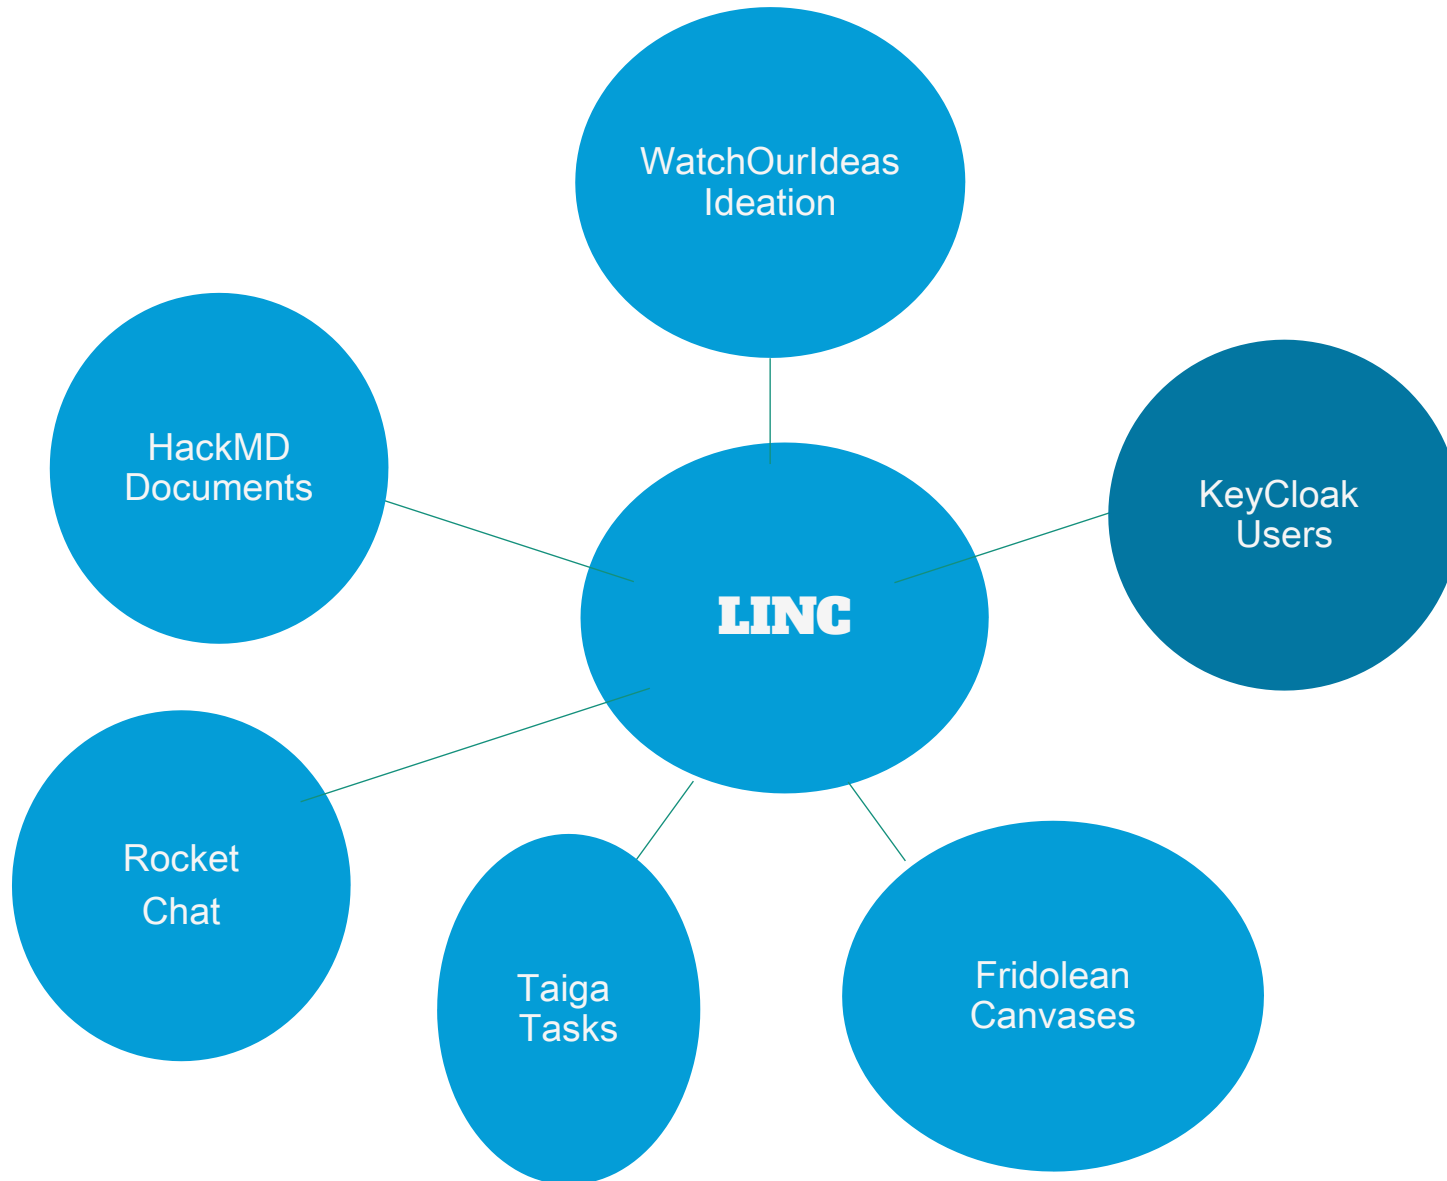 WatchOurIdeas
Ideation
HackMD
Documents
KeyCloak
Users
LINC
Rocket
Chat
Taiga
Tasks
Fridolean
Canvases